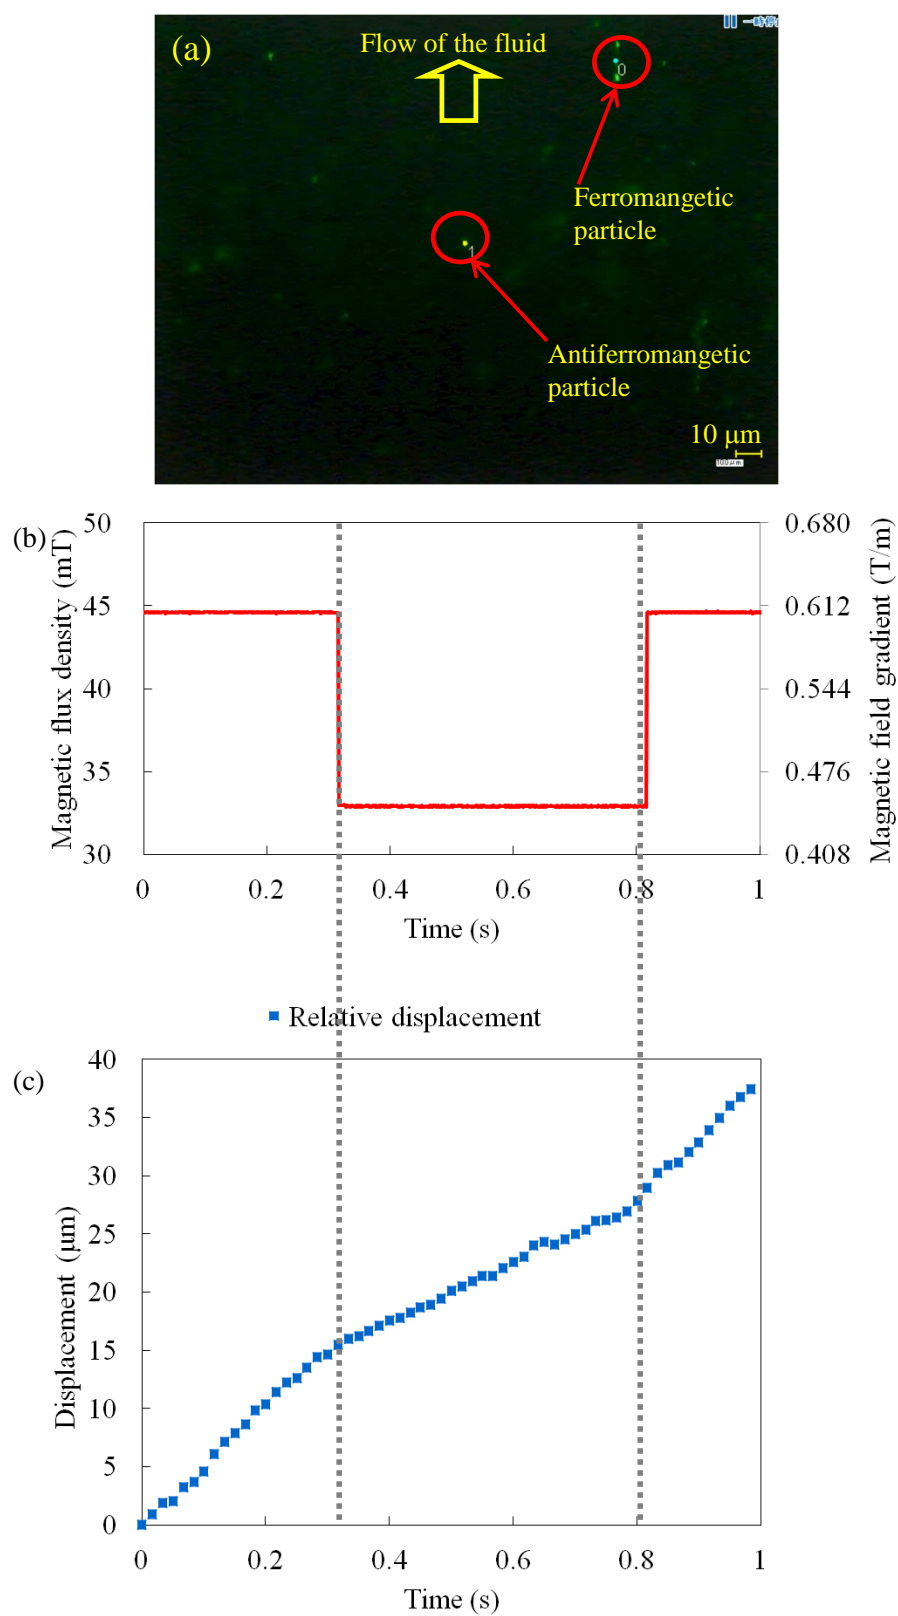 (a)
Flow of the fluid
0
Ferromangetic
particle
1
Antiferromangetic
particle
10 μm
100μm
(b)
Magnetic flux density (mT)
50
45
40
35
30
0.680
0.612
0.544
0.476
0.408
Magnetic field gradient (T/m)
0 0.2 0.4 0.6 0.8 1
Time (s)
Relative displacement
(c)
Displacement (μm)
40
35
30
25
20
15
10
5
0
0 0.2 0.4 0.6 0.8 1
Time (s)